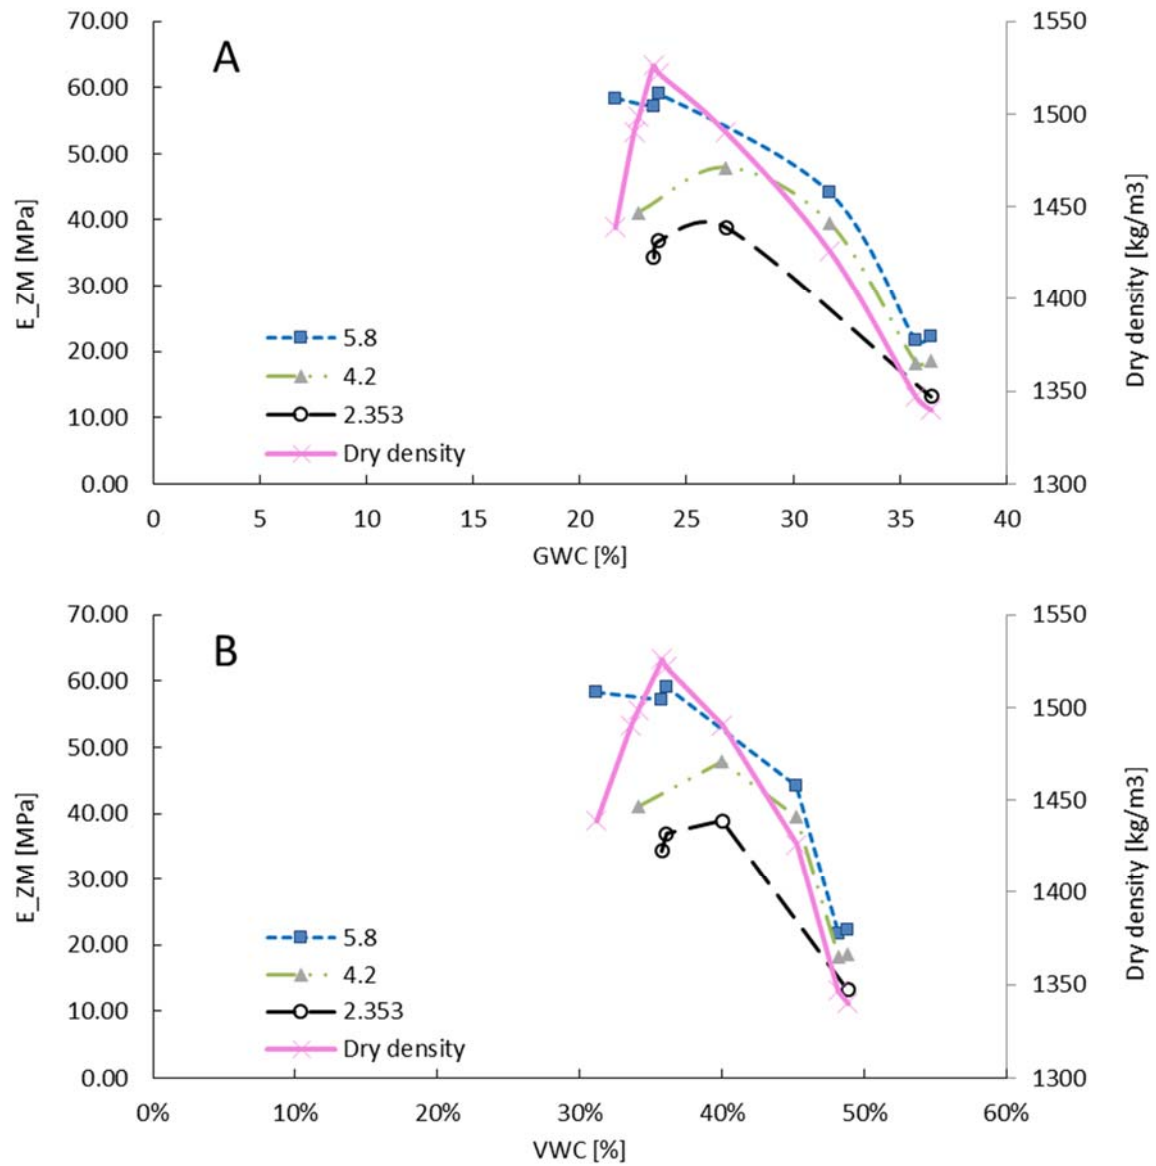 A
70.00
60.00
50.00
40.00
30.00
20.00
10.00
0.00
E_ZM [MPa]
1550
1500
1450
1400
1350
1300
Dry density [kg/m3]
5.8
4.2
2.353
Dry density
0 5 10 15 20 25 30 35 40
GWC [%]
B
70.00
60.00
50.00
40.00
30.00
20.00
10.00
0.00
E_ZM [MPa]
1550
1500
1450
1400
1350
1300
Dry density [kg/m3]
5.8
4.2
2.353
Dry density
0% 10% 20% 30% 40% 50% 60%
VWC [%]